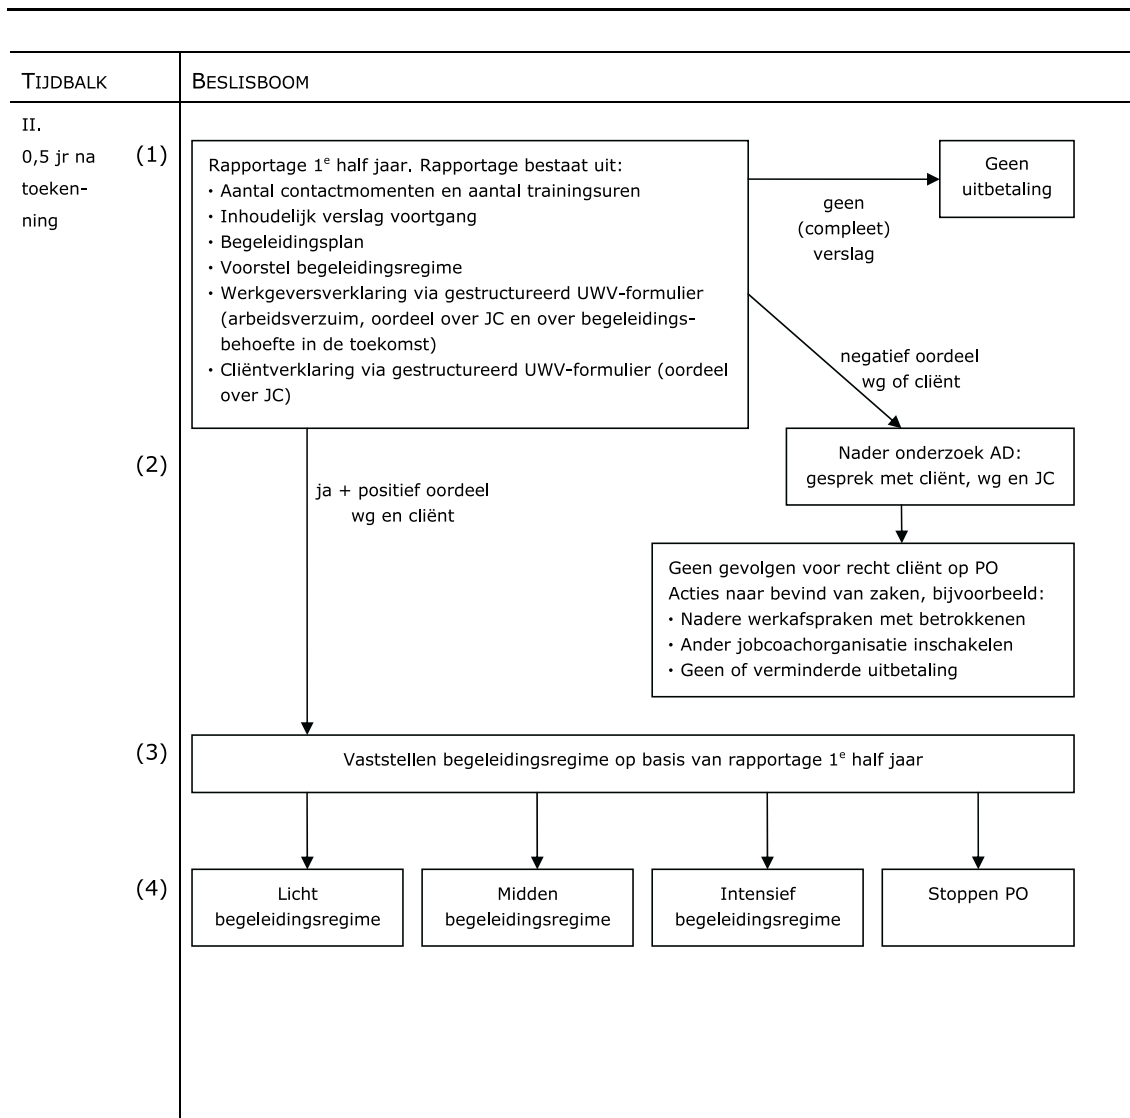 TIJDBALK
BESLISBOOM
II.
0,5 jr na
toeken-
ning
(1)
Rapportage 1e half jaar. Rapportage bestaat uit:
• Aantal contactmomenten en aantal trainingsuren
• Inhoudelijk verslag voortgang
• Begeleidingsplan
• Voorstel begeleidingsregime
• Werkgeversverklaring via gestructureerd UWV-formulier
(arbeidsverzuim, oordeel over JC en over begeleidings-
behoefte in de toekomst)
• Cliëntverklaring via gestructureerd UWV-formulier (oordeel
over JC)
geen
(compleet)
verslag
Geen
uitbetaling
negatief oordeel
wg of cliënt
(2)
ja + positief oordeel
wg en cliënt
Nader onderzoek AD:
gesprek met cliënt, wg en JC
Geen gevolgen voor recht cliënt op PO
Acties naar bevind van zaken, bijvoorbeeld:
• Nadere werkafspraken met betrokkenen
• Ander jobcoachorganisatie inschakelen
• Geen of verminderde uitbetaling
(3)
Vaststellen begeleidingsregime op basis van rapportage 1e half jaar
(4)
Licht
begeleidingsregime
Midden
begeleidingsregime
Intensief
begeleidingsregime
Stoppen PO